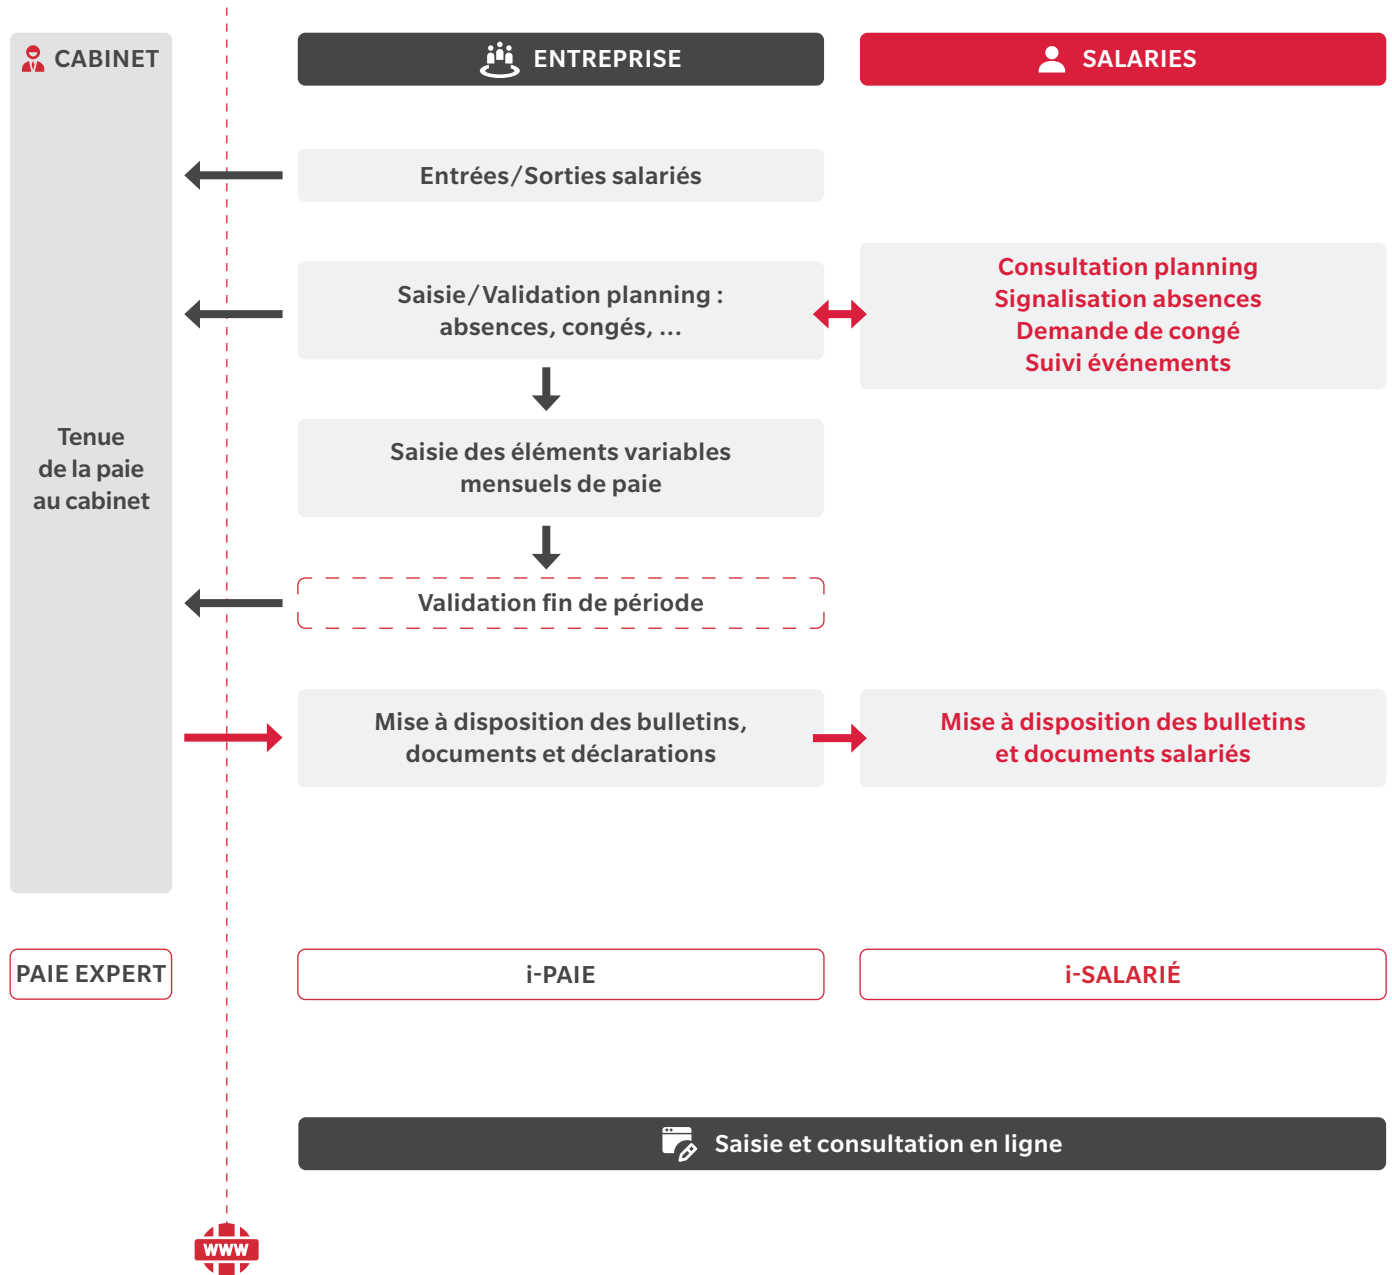 CABINET
ENTREPRISE
SALARIES
Entrées/Sorties salariés
Saisie/Validation planning :
absences, congés, ...
Consultation planning
Signalisation absences
Demande de congé
Suivi événements
Tenue
de la paie
au cabinet
Saisie des éléments variables
mensuels de paie
Validation fin de période
Mise à disposition des bulletins,
documents et déclarations
Mise à disposition des bulletins
et documents salariés
PAIE EXPERT
i-PAIE
i-SALARIÉ
Saisie et consultation en ligne
WWW